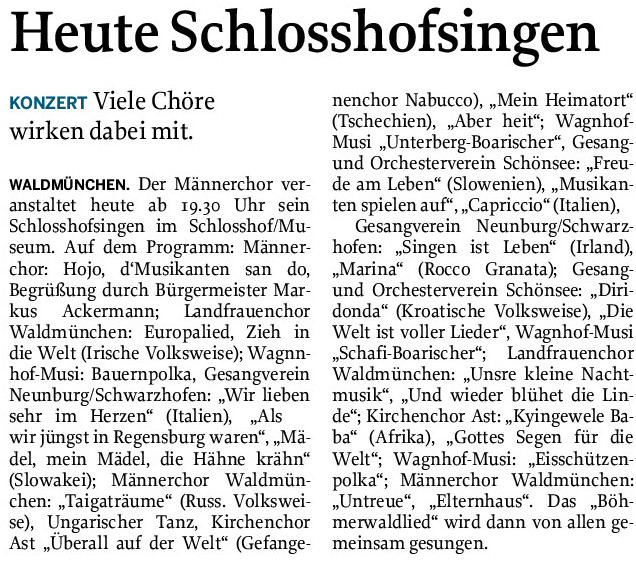 Heute Schlosshofsingen
KONZERT Viele Chöre
wirken dabei mit.
WALDMÜNCHEN. Der Männerchor ver-
anstaltet heute ab 19.30 Uhr sein
Schlosshofsingen im Schlosshof/Mu-
seum. Auf dem Programm: Männer-
chor: Hojo, d‘Musikanten san do,
Begrüßung durch Bürgermeister Mar-
kus Ackermann; Landfrauenchor
Waldmünchen: Europalied, Zieh in
die Welt (Irische Volksweise); Wagnn-
hof-Musi: Bauernpolka, Gesangverein
Neunburg/Schwarzhofen: „Wir lieben
sehr im Herzen“ (Italien), „Als
wir jüngst in Regensburg waren“, „Mä-
del, mein Mädel, die Hähne krähn“
(Slowakei); Männerchor Waldmün-
chen: „Taigaträume“ (Russ. Volkswei-
se), Ungarischer Tanz, Kirchenchor
Ast „Überall auf der Welt“ (Gefange-
nenchor Nabucco), „Mein Heimatort“
(Tschechien), „Aber heit“; Wagnhof-
Musi „Unterberg-Boarischer“, Gesang-
und Orchesterverein Schönsee: „Freu-
de am Leben“ (Slowenien), „Musikan-
ten spielen auf“, „Capriccio“ (Italien),
Gesangverein Neunburg/Schwarz-
hofen: „Singen ist Leben“ (Irland),
„Marina“ (Rocco Granata); Gesang-
und Orchesterverein Schönsee: „Diri-
donda“ (Kroatische Volksweise), „Die
Welt ist voller Lieder“, Wagnhof-Musi
„Schafi-Boarischer“; Landfrauenchor
Waldmünchen: „Unsre kleine Nacht-
musik“, „Und wieder blühet die Lin-
de“; Kirchenchor Ast: „Kyingewele Ba-
ba“ (Afrika), „Gottes Segen für die
Welt“; Wagnhof-Musi: „Eisschützen-
polka“; Männerchor Waldmünchen:
„Untreue“, „Elternhaus“. Das „Böh-
merwaldlied“ wird dann von allen ge-
meinsam gesungen.